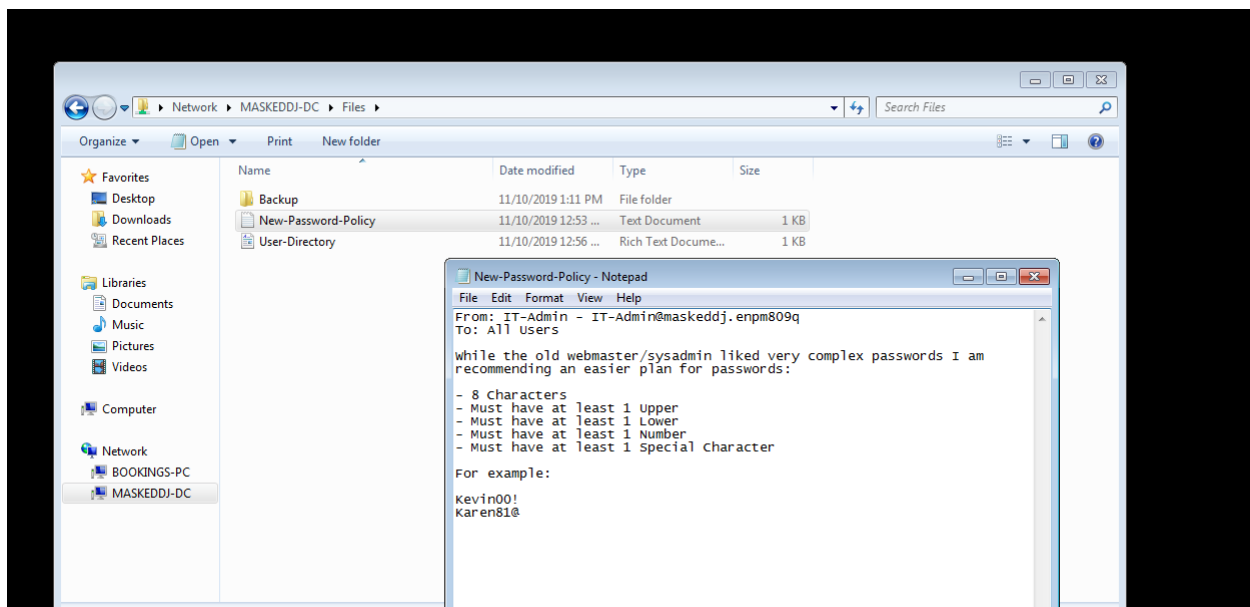 Network ▸ MASKEDDJ-DC ▸ Files ▸
Search Files
Organize
Open
Print
New folder
Name
Date modified
Type
Size
Favorites
Desktop
Downloads
Recent Places
Libraries
Documents
Music
Pictures
Videos
Computer
Network
BOOKINGS-PC
MASKEDDJ-DC
Backup 11/10/2019 1:11 PM File folder
New-Password-Policy 11/10/2019 12:53 ... Text Document 1 KB
User-Directory 11/10/2019 12:56 ... Rich Text Docume... 1 KB
New-Password-Policy - Notepad
File Edit Format View Help
From: IT-Admin - IT-Admin@maskeddj.enpm809q
To: All Users
While the old webmaster/sysadmin liked very complex passwords I am
recommending an easier plan for passwords:
- 8 Characters
- Must have at least 1 Upper
- Must have at least 1 Lower
- Must have at least 1 Number
- Must have at least 1 Special Character
For example:
Kevin00!
Karen81@